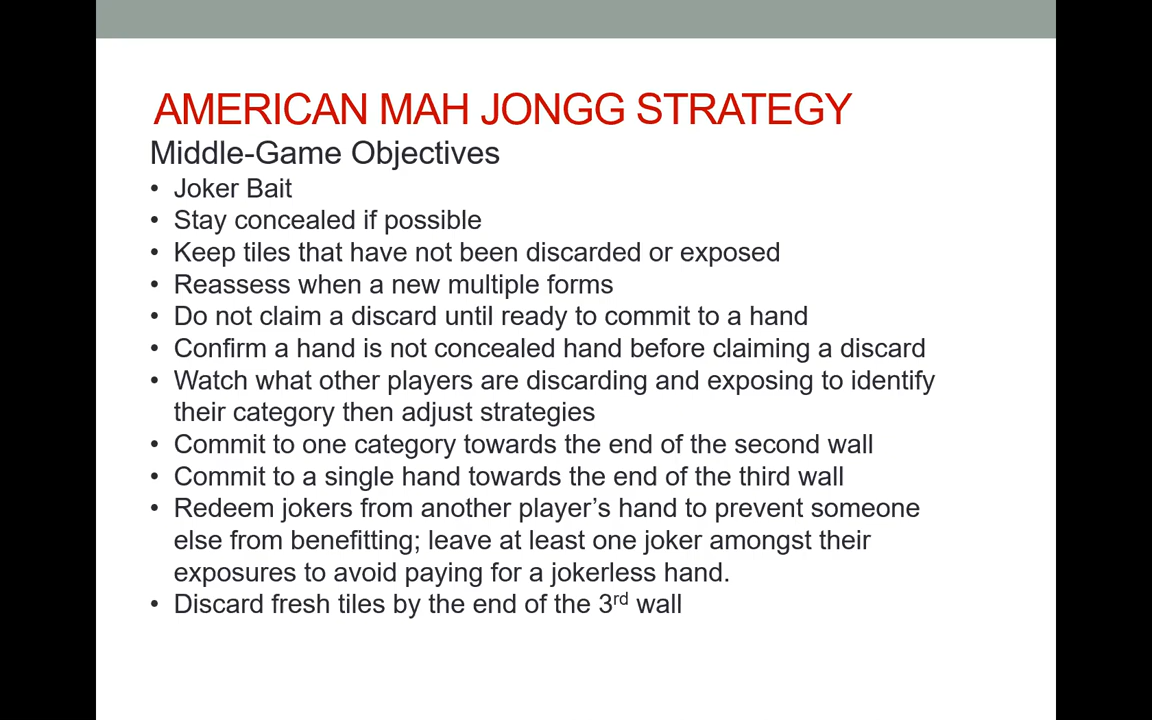 AMERICAN MAH JONGG STRATEGY
Middle-Game Objectives
• Joker Bait
• Stay concealed if possible
• Keep tiles that have not been discarded or exposed
• Reassess when a new multiple forms
• Do not claim a discard until ready to commit to a hand
• Confirm a hand is not concealed hand before claiming a discard
• Watch what other players are discarding and exposing to identify
their category then adjust strategies
• Commit to one category towards the end of the second wall
• Commit to a single hand towards the end of the third wall
• Redeem jokers from another player’s hand to prevent someone
else from benefitting; leave at least one joker amongst their
exposures to avoid paying for a jokerless hand.
• Discard fresh tiles by the end of the 3rd wall